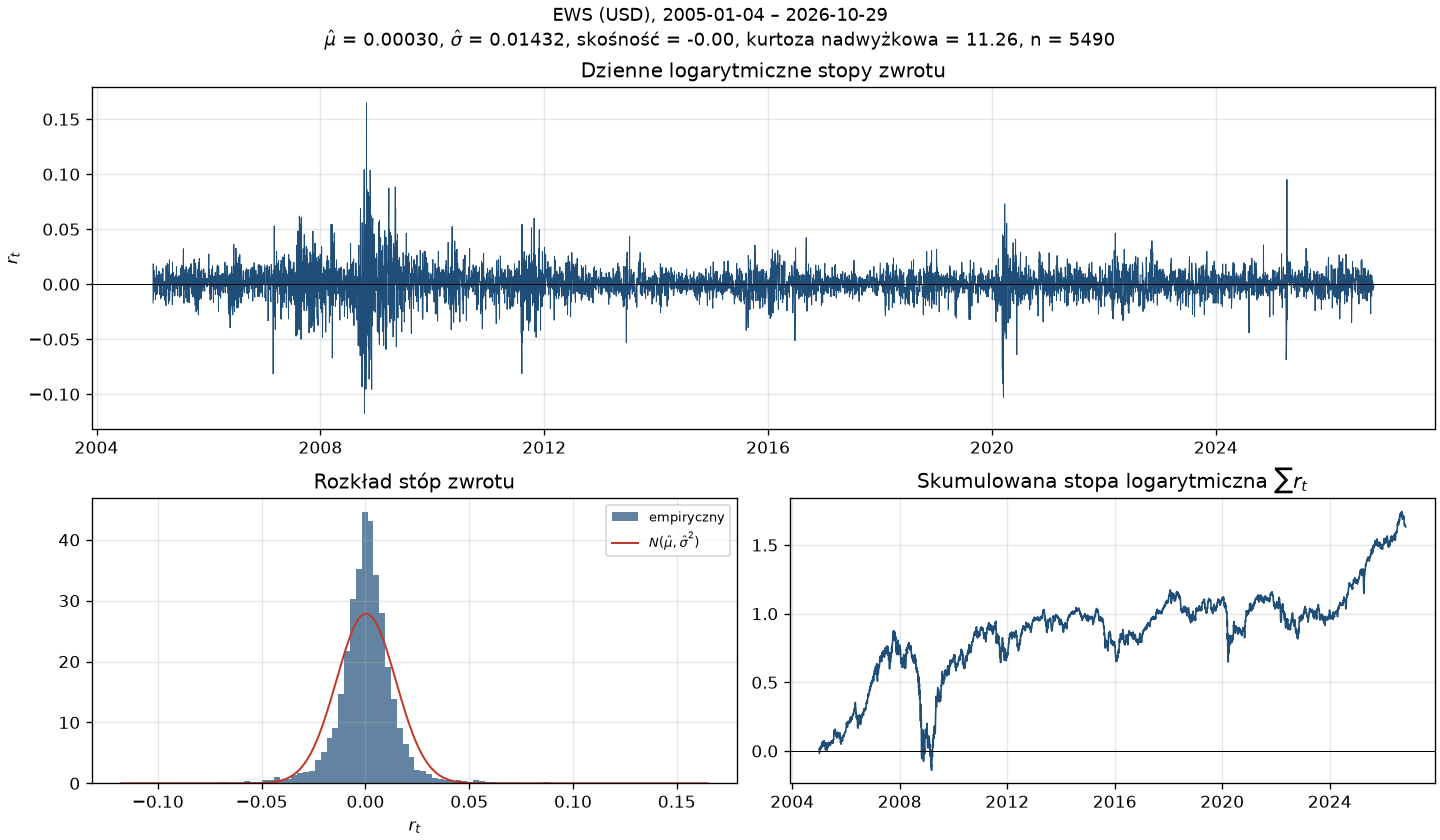 EWS (USD), 2005-01-04 – 2026-10-29
μ̂ = 0.00030, σ̂ = 0.01432, skośność = -0.00, kurtoza nadwyżkowa = 11.26, n = 5490
Dzienne logarytmiczne stopy zwrotu
0.15
0.10
0.05
0.00
−0.05
−0.10
r_t
2004 2008 2012 2016 2020 2024
Rozkład stóp zwrotu
empiryczny
N(μ̂, σ̂²)
40
30
20
10
0
−0.10 −0.05 0.00 0.05 0.10 0.15
r_t
Skumulowana stopa logarytmiczna ∑r_t
1.5
1.0
0.5
0.0
2004 2008 2012 2016 2020 2024